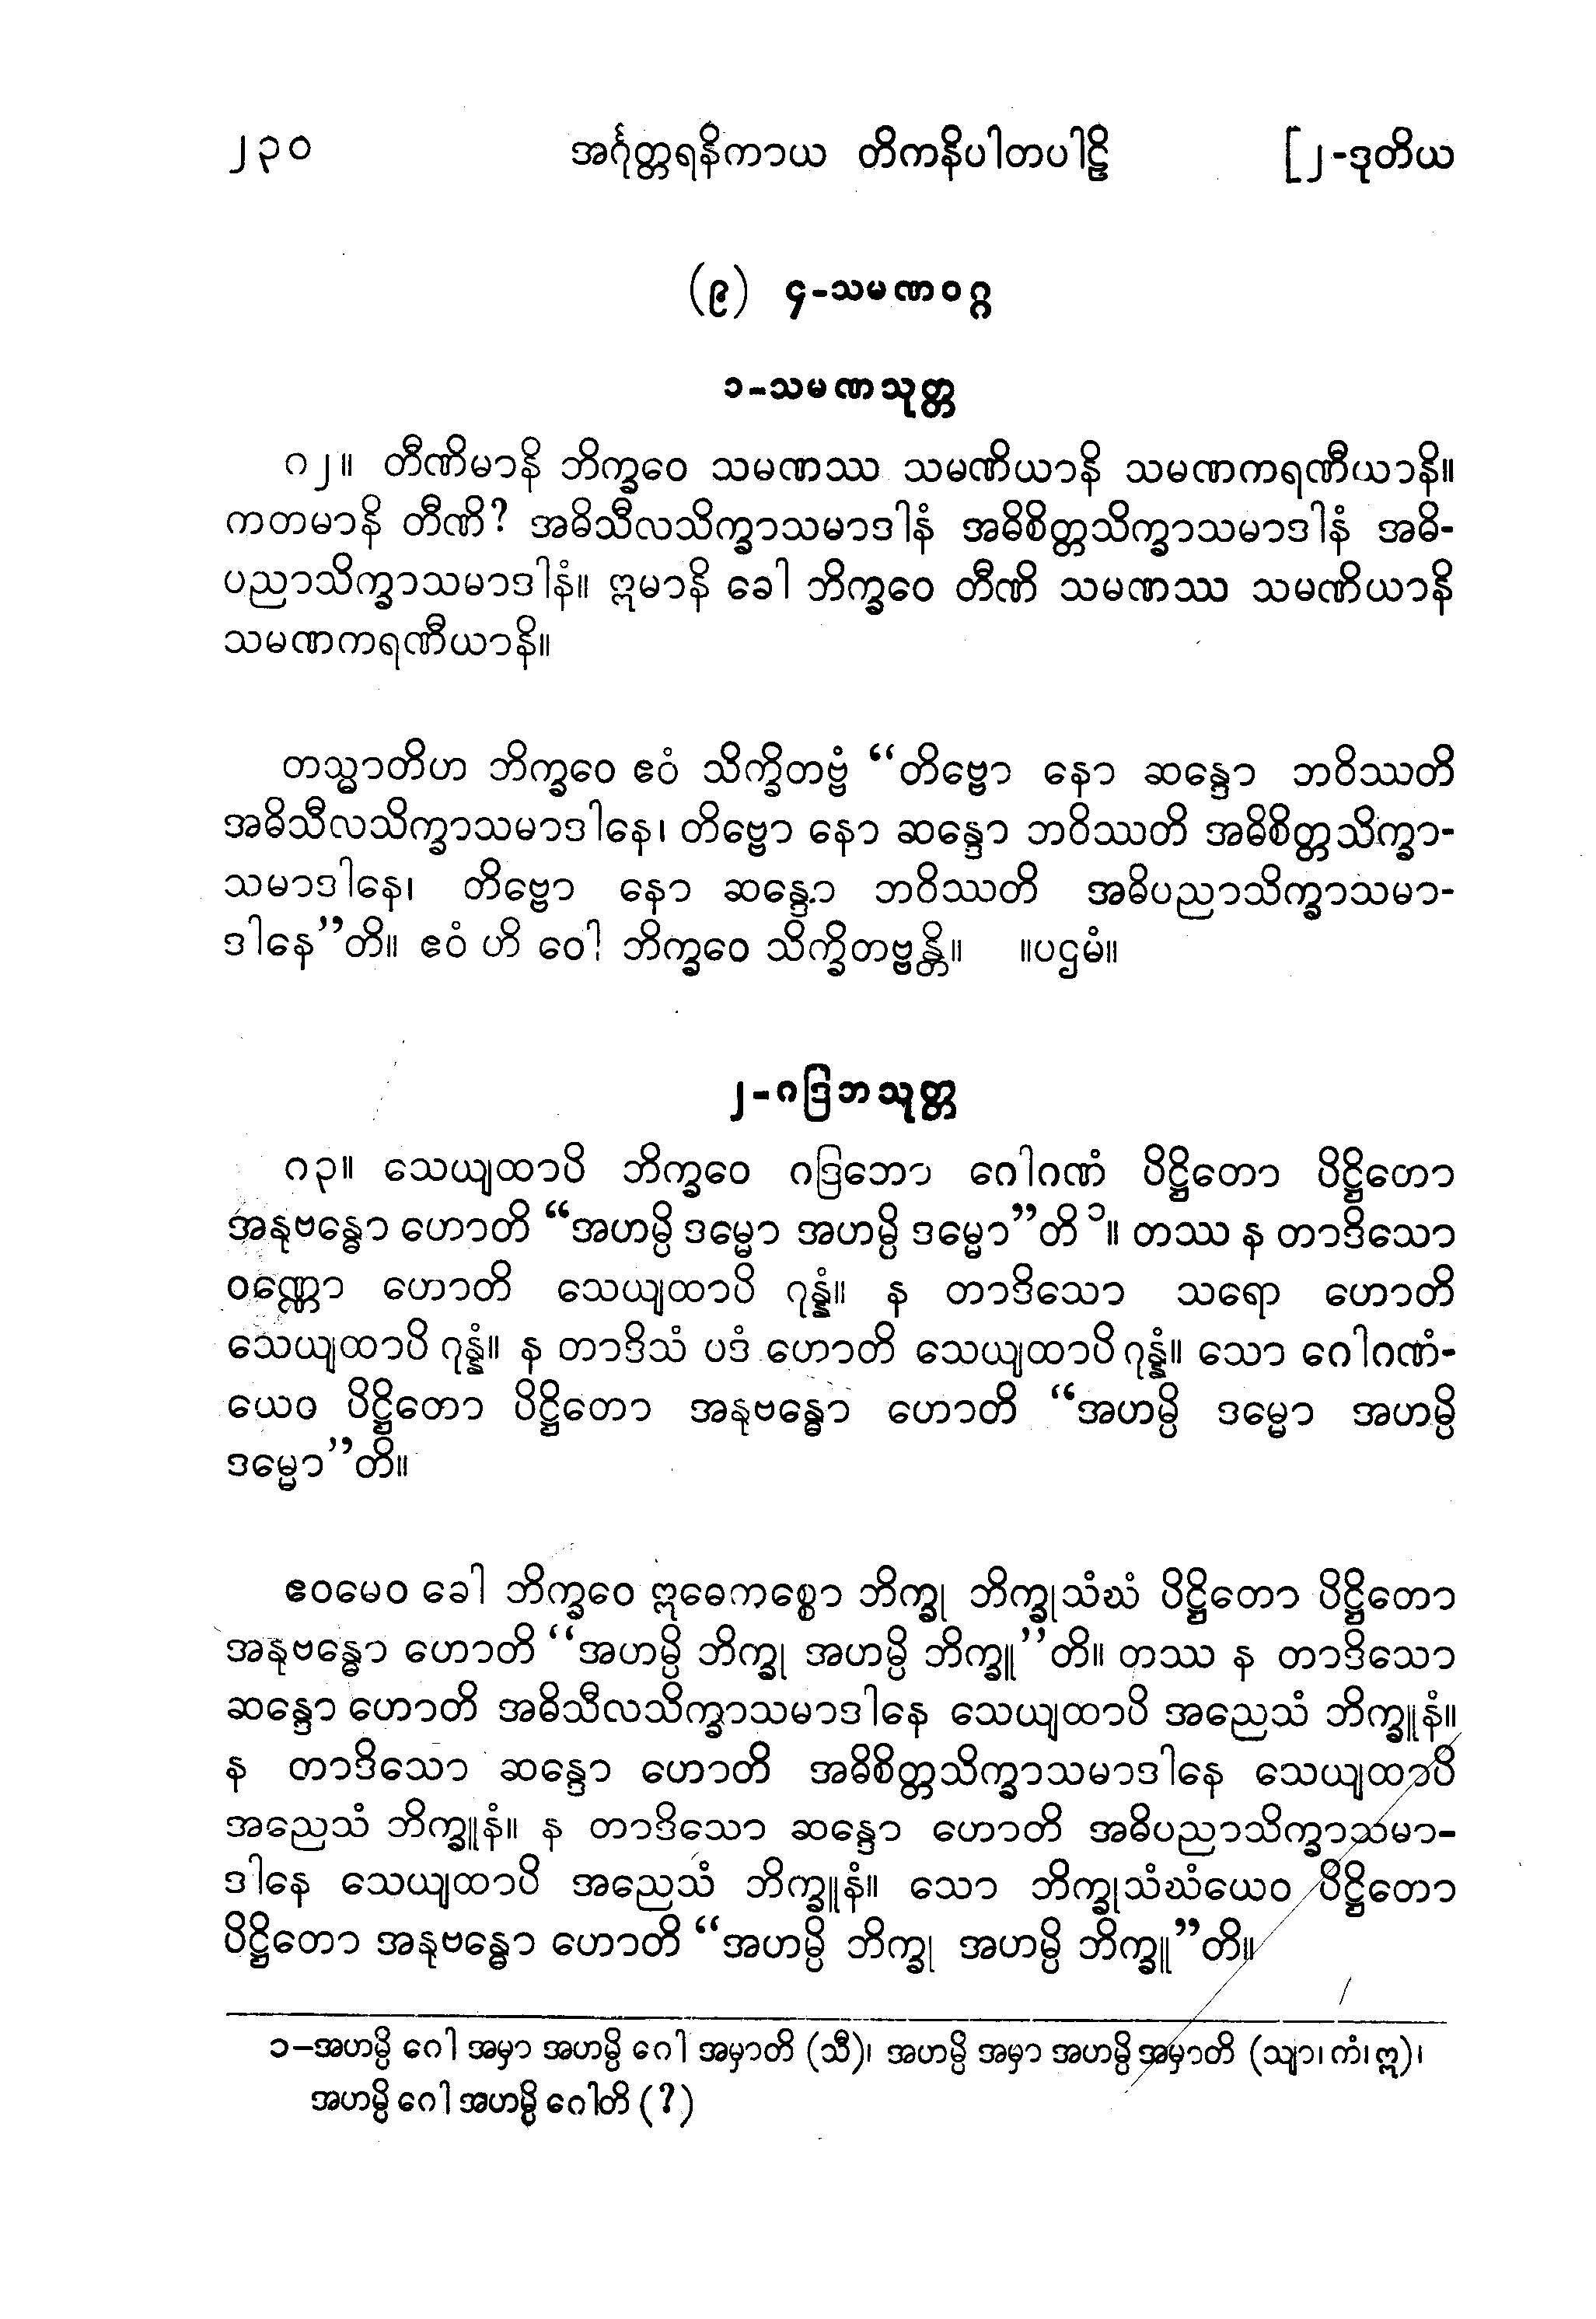 ၂၃၀ အင်္ဂုတ္တရနိကာယ တိကနိပါတပါဠိ [၂-ဒုတိယ
(၉) ၄-သမဏဝဂ္ဂ
၁-သမဏသုတ္တ
၈၂။ တီဏိမာနိ ဘိက္ခဝေ သမဏဿ သမဏိယာနိ သမဏကရဏီယာနိ။
ကတမာနိ တီဏိ? အဓိသီလသိက္ခာသမာဒါနံ အဓိစိတ္တသိက္ခာသမာဒါနံ အဓိ-
ပညာသိက္ခာသမာဒါနံ။ ဣမာနိ ခေါ ဘိက္ခဝေ တီဏိ သမဏဿ သမဏိယာနိ
သမဏကရဏီယာနိ။
တသ္မာတိဟ ဘိက္ခဝေ ဧဝံ သိက္ခိတဗ္ဗံ “တိဗ္ဗော နော ဆန္ဒော ဘဝိဿတိ
အဓိသီလသိက္ခာသမာဒါနေ၊ တိဗ္ဗော နော ဆန္ဒော ဘဝိဿတိ အဓိစိတ္တသိက္ခာ-
သမာဒါနေ၊ တိဗ္ဗော နော ဆန္ဒော ဘဝိဿတိ အဓိပညာသိက္ခာသမာ-
ဒါနေ”တိ။ ဧဝံ ဟိ ဝေါ ဘိက္ခဝေ သိက္ခိတဗ္ဗန္တိ။ ။ပဌမံ။
၂-ဂဒြဘသုတ္တ
၈၃။ သေယျထာပိ ဘိက္ခဝေ ဂဒြဘော ဂေါဂဏံ ပိဋ္ဌိတော ပိဋ္ဌိတော
အနုဗန္ဓော ဟောတိ “အဟမ္ပိ ဒမ္မော အဟမ္ပိ ဒမ္မော”တိ ၁။ တဿ န တာဒိသော
ဝဏ္ဏော ဟောတိ သေယျထာပိ ဂုန္နံ။ န တာဒိသော သရော ဟောတိ
သေယျထာပိ ဂုန္နံ။ န တာဒိသံ ပဒံ ဟောတိ သေယျထာပိ ဂုန္နံ။ သော ဂေါဂဏံ-
ယေဝ ပိဋ္ဌိတော ပိဋ္ဌိတော အနုဗန္ဓော ဟောတိ “အဟမ္ပိ ဒမ္မော အဟမ္ပိ
ဒမ္မော”တိ။
ဧဝမေဝ ခေါ ဘိက္ခဝေ ဣဓေကစ္စော ဘိက္ခု ဘိက္ခုသံဃံ ပိဋ္ဌိတော ပိဋ္ဌိတော
အနုဗန္ဓော ဟောတိ “အဟမ္ပိ ဘိက္ခု အဟမ္ပိ ဘိက္ခူ”တိ။ တဿ န တာဒိသော
ဆန္ဒော ဟောတိ အဓိသီလသိက္ခာသမာဒါနေ သေယျထာပိ အညေသံ ဘိက္ခူနံ။
န တာဒိသော ဆန္ဒော ဟောတိ အဓိစိတ္တသိက္ခာသမာဒါနေ သေယျထာပိ
အညေသံ ဘိက္ခူနံ။ န တာဒိသော ဆန္ဒော ဟောတိ အဓိပညာသိက္ခာသမာ-
ဒါနေ သေယျထာပိ အညေသံ ဘိက္ခူနံ။ သော ဘိက္ခုသံဃံယေဝ ပိဋ္ဌိတော
ပိဋ္ဌိတော အနုဗန္ဓော ဟောတိ “အဟမ္ပိ ဘိက္ခု အဟမ္ပိ ဘိက္ခူ”တိ။
၁-အဟမ္ပိ ဂေါ အမှာ အဟမ္ပိ ဂေါ အမှာတိ (သီ)၊ အဟမ္ပိ အမှာ အဟမ္ပိ အမှာတိ (သျာ၊ ကံ၊ ဣ)၊
အဟမ္ပိ ဂေါ အဟမ္ပိ ဂေါတိ (?)